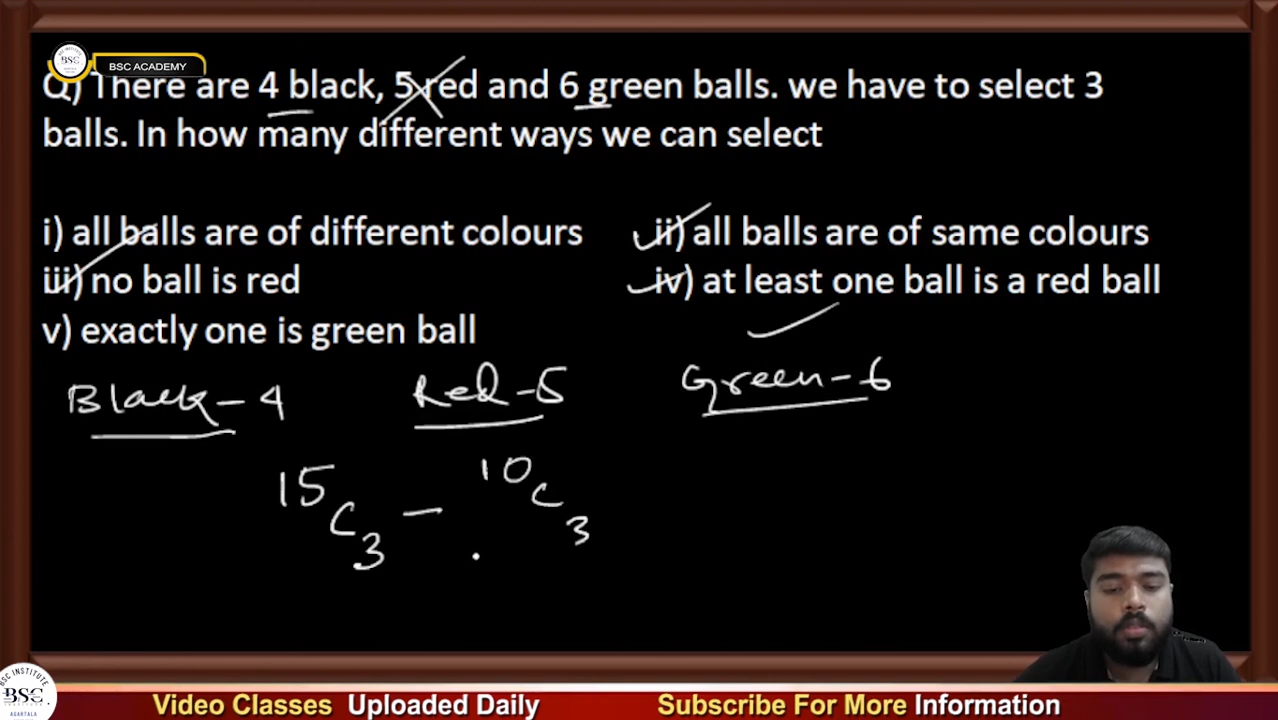 BSC ACADEMY
Q) There are 4 black, 5 red and 6 green balls. we have to select 3
balls. In how many different ways we can select
i) all balls are of different colours
ii) all balls are of same colours
iii) no ball is red
iv) at least one ball is a red ball
v) exactly one is green ball
Black - 4
Red - 5
Green - 6
15C3 - 10C3
BSC INSTITUTE
BSC
AGARTALA
Video Classes Uploaded Daily
Subscribe For More Information